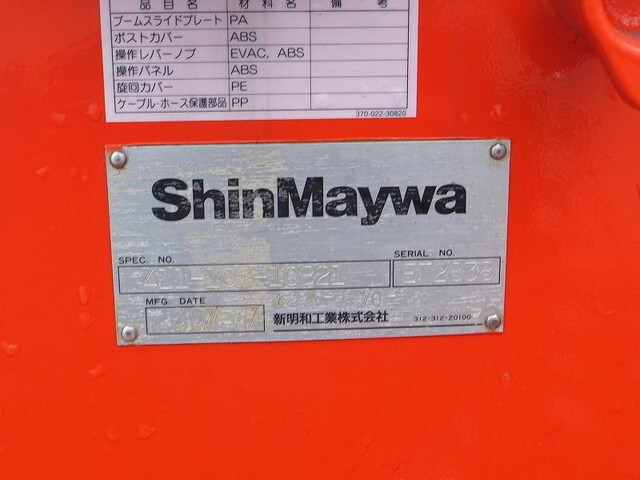 品目名 材料名 備考
ブームスライドプレート PA
ポストカバー ABS
操作レバーノブ EVAC, ABS
操作パネル ABS
旋回カバー PE
ケーブル・ホース保護部品 PP
370-022-30820
ShinMaywa
SPEC. NO. SERIAL NO.
MFG. DATE
新明和工業株式会社 312-312-20100